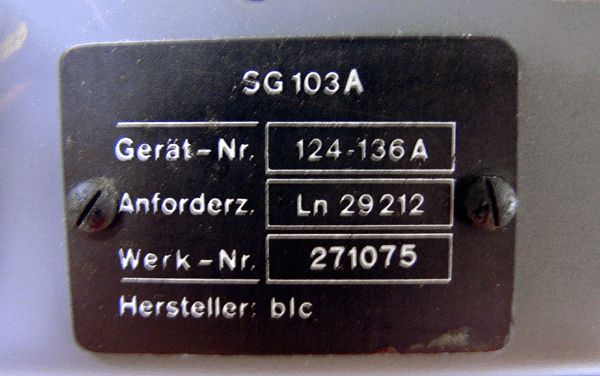 SG 103 A
Gerät-Nr. 124-136 A
Anforderz. Ln 29212
Werk-Nr. 271075
Hersteller: blc